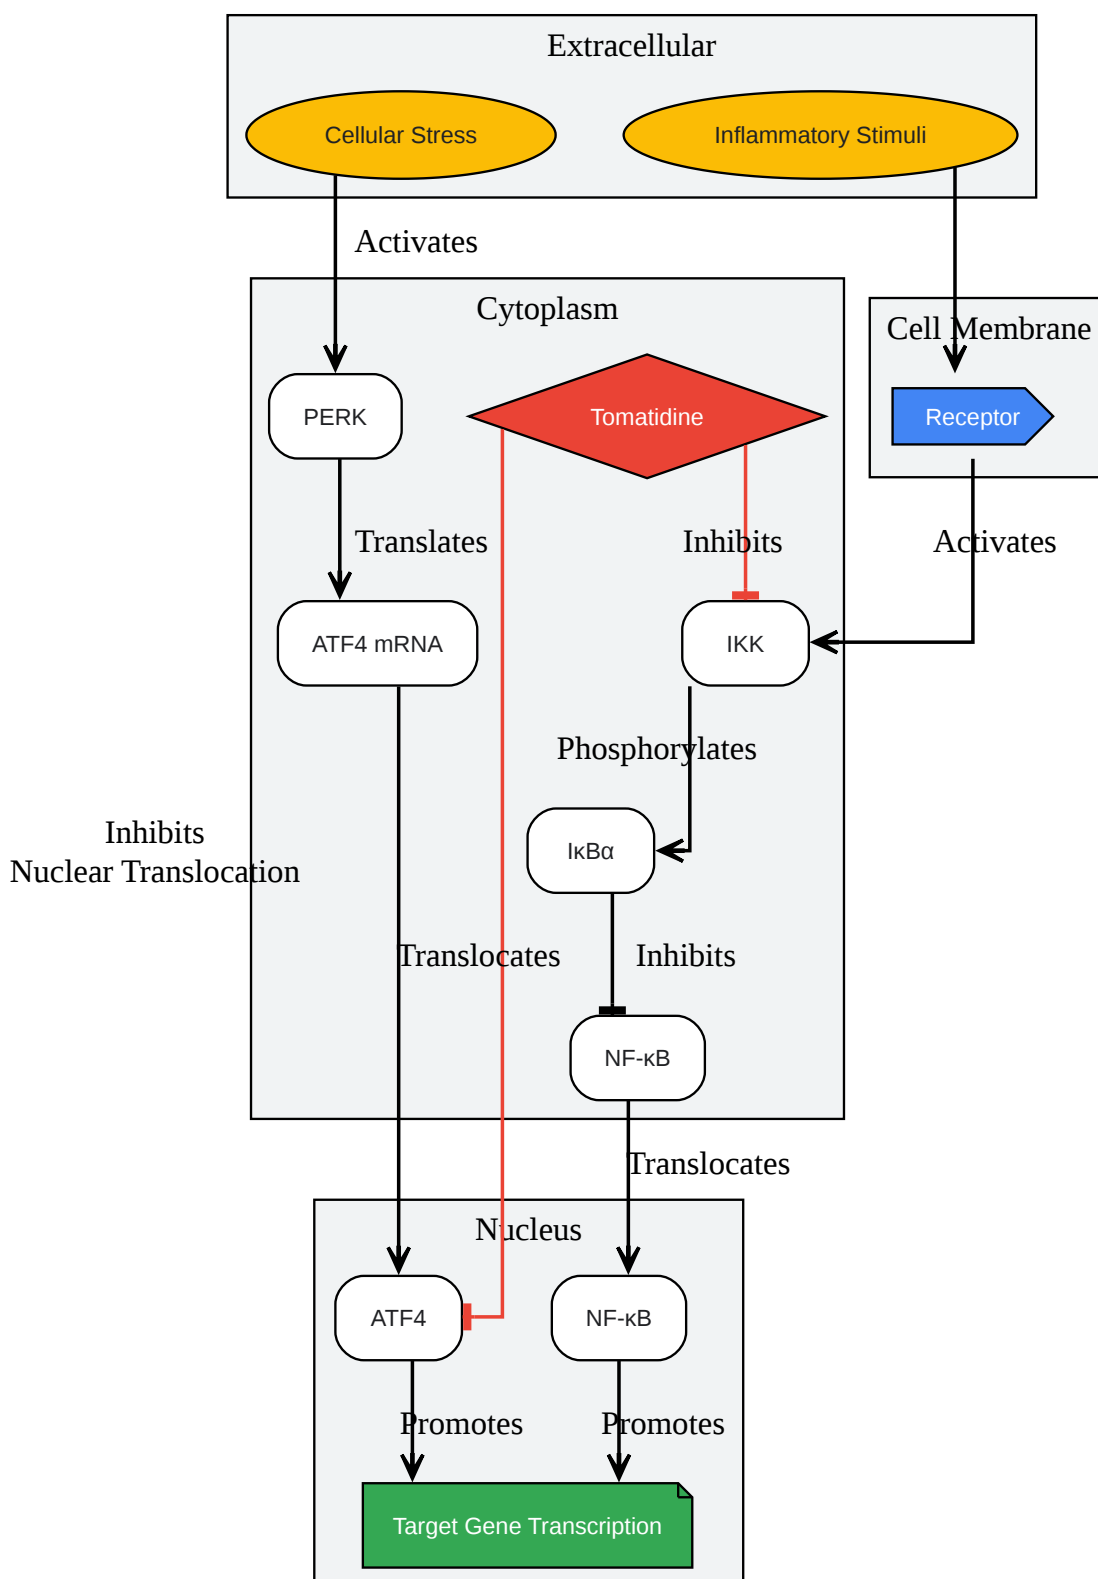 Extracellular
Cellular Stress
Inflammatory Stimuli
Activates
Cytoplasm
Cell Membrane
PERK
Tomatidine
Receptor
Translates
Inhibits
Activates
ATF4 mRNA
IKK
Phosphorylates
Inhibits
Nuclear Translocation
IκBα
Translocates
Inhibits
NF-κB
Translocates
Nucleus
ATF4
NF-κB
Promotes
Promotes
Target Gene Transcription